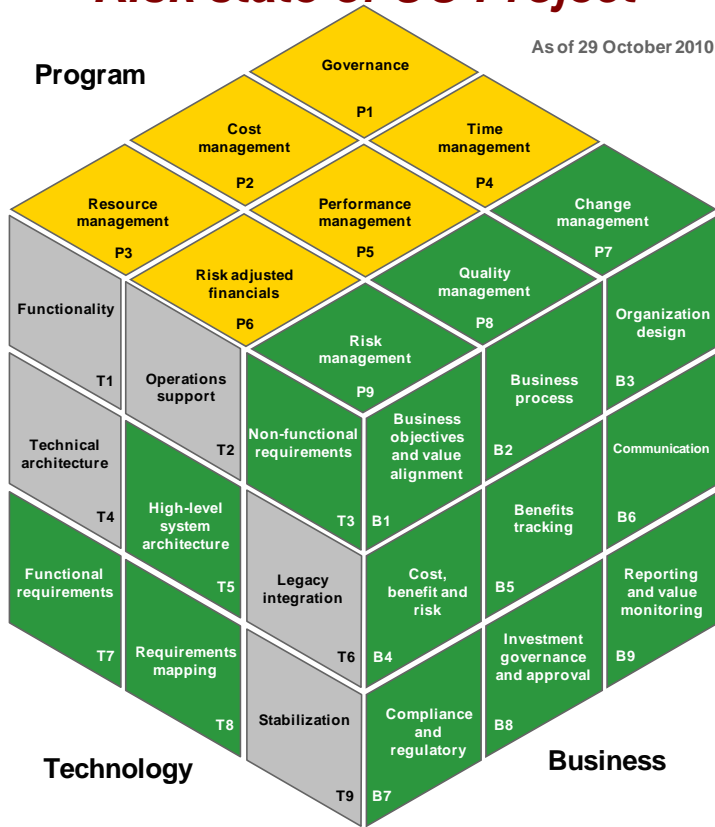 Risk state of Project
As of 29 October 2010
Program
Governance
P1
Cost
management
P2
Time
management
P4
Resource
management
P3
Performance
management
P5
Change
management
P7
Risk adjusted
financials
P6
Quality
management
P8
Risk
management
P9
Functionality
T1
Operations
support
T2
Non-functional
requirements
T3
Technical
architecture
T4
High-level
system
architecture
T5
Legacy
integration
T6
Functional
requirements
T7
Requirements
mapping
T8
Stabilization
T9
Business
objectives
and value
alignment
B1
Business
process
B2
Organization
design
B3
Cost,
benefit and
risk
B4
Benefits
tracking
B5
Communication
B6
Compliance
and
regulatory
B7
Investment
governance
and approval
B8
Reporting
and value
monitoring
B9
Technology
Business